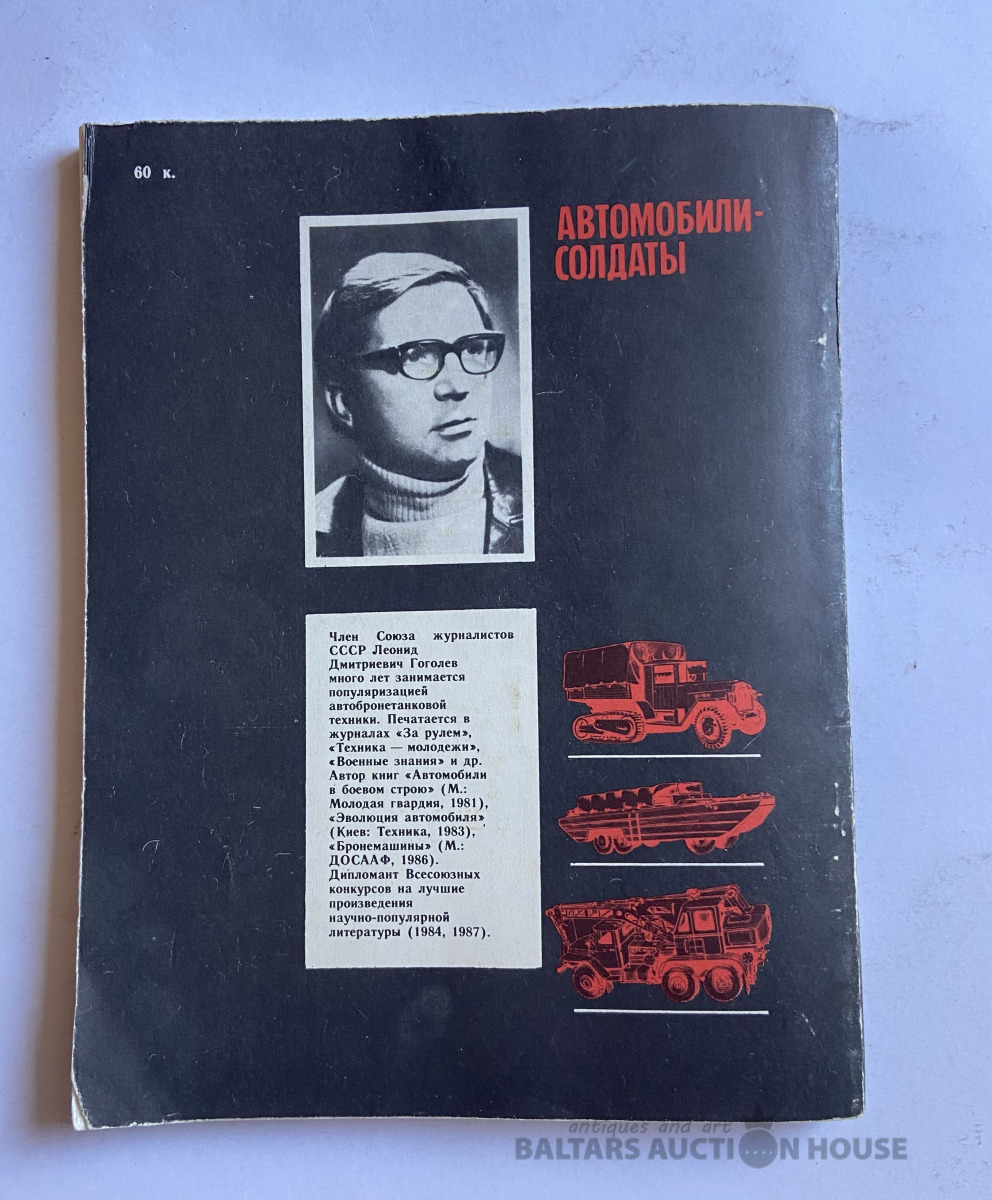 60 к.
АВТОМОБИЛИ-
СОЛДАТЫ
Член Союза журналистов
СССР Леонид
Дмитриевич Гоголев
много лет занимается
популяризацией
автобронетанковой
техники. Печатается в
журналах «За рулем»,
«Техника — молодежи»,
«Военные знания» и др.
Автор книг «Автомобили
в боевом строю» (М.:
Молодая гвардия, 1981),
«Эволюция автомобиля»
(Киев: Техника, 1983),
«Бронемашины» (М.:
ДОСААФ, 1986).
Дипломант Всесоюзных
конкурсов на лучшие
произведения
научно-популярной
литературы (1984, 1987).
antiques and art
BALTARS AUCTION HOUSE